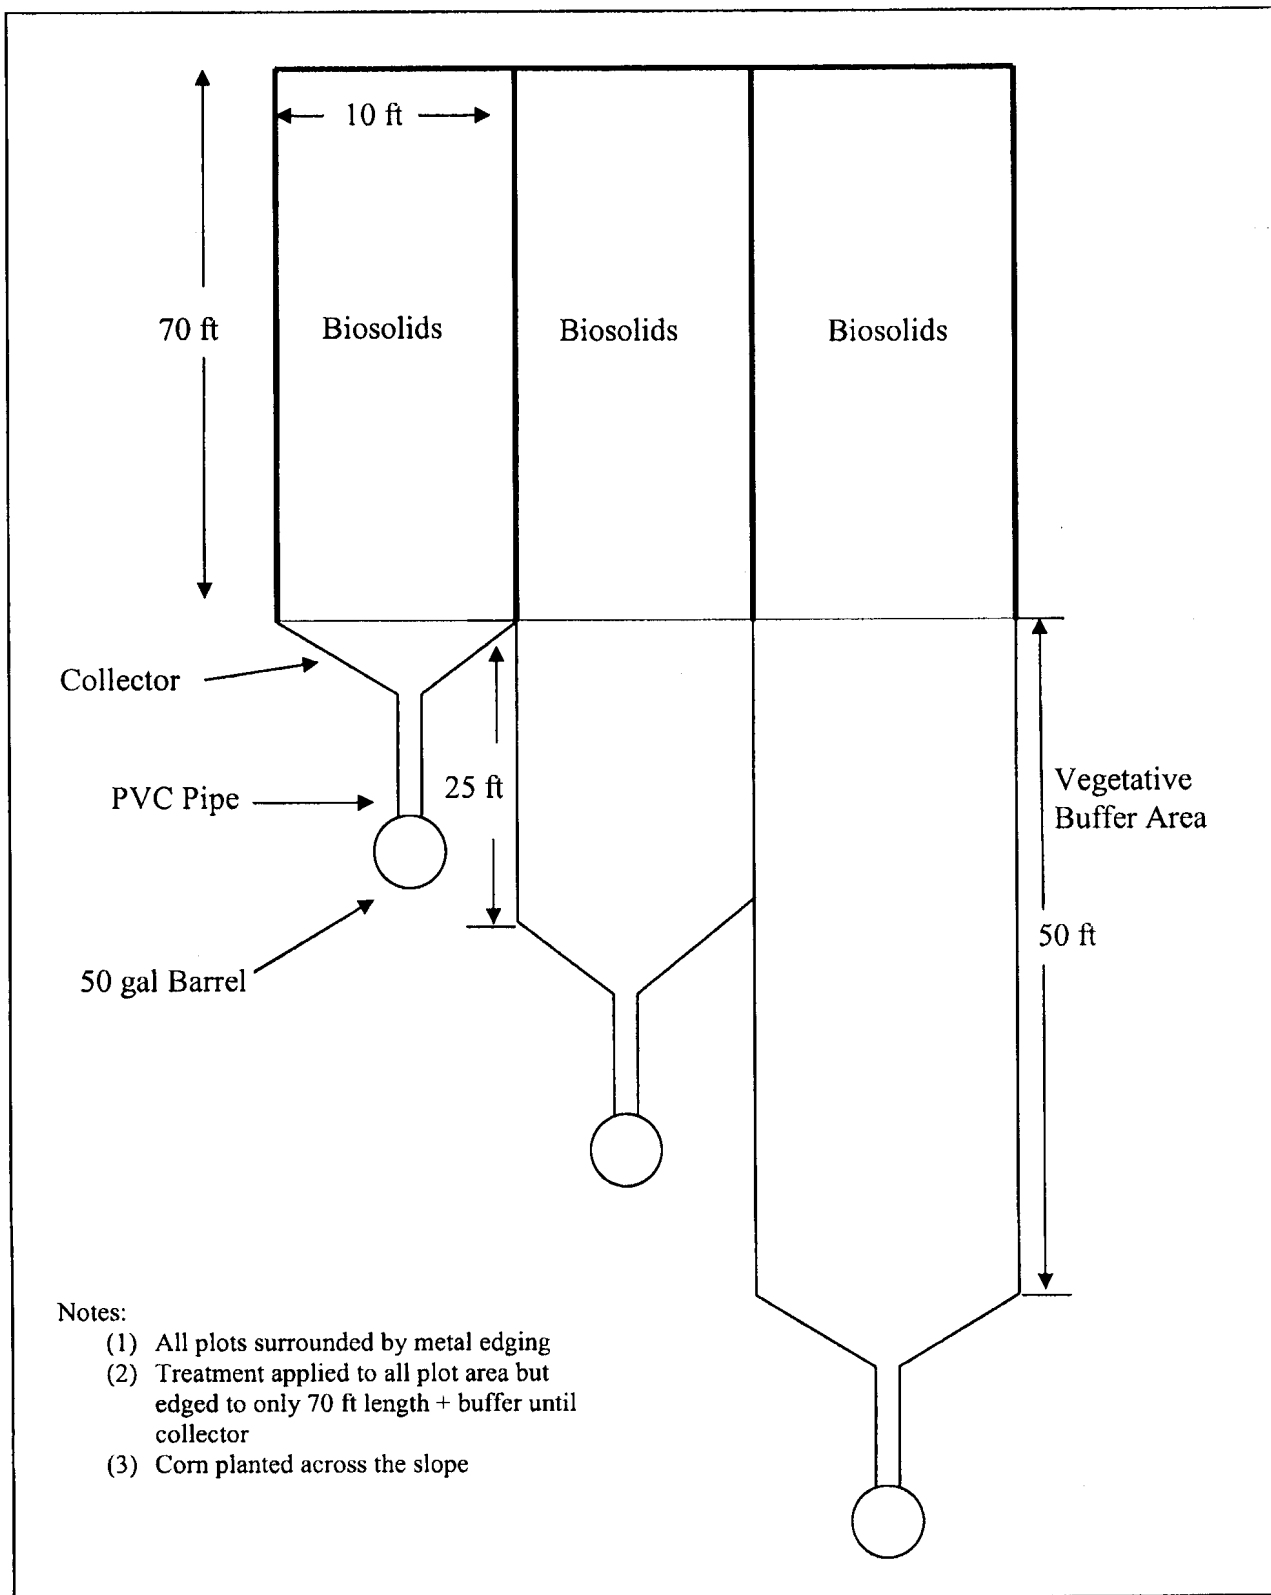 10 ft
70 ft
Biosolids
Biosolids
Biosolids
Collector
PVC Pipe
25 ft
Vegetative
Buffer Area
50 ft
50 gal Barrel
Notes:
(1) All plots surrounded by metal edging
(2) Treatment applied to all plot area but
edged to only 70 ft length + buffer until
collector
(3) Corn planted across the slope